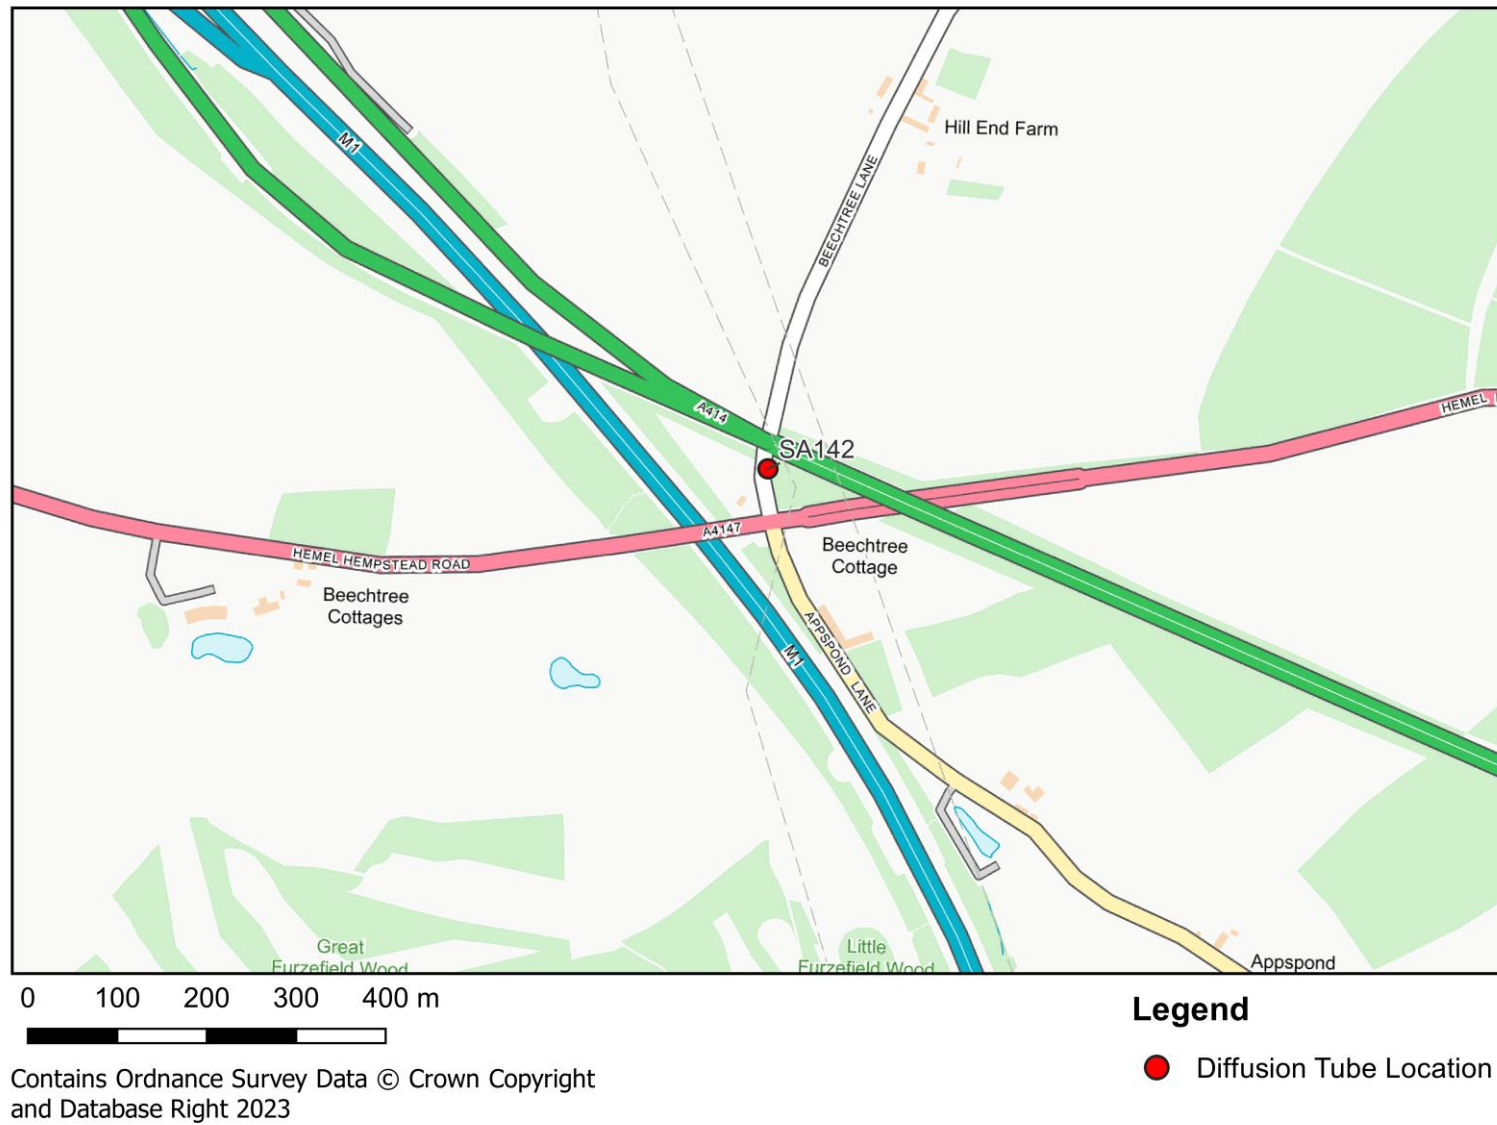 M1
Hill End Farm
BEECHTREE LANE
A414
HEMEL
SA142
A4147
HEMEL HEMPSTEAD ROAD
Beechtree
Cottage
Beechtree
Cottages
APPSPOND LANE
M1
Great
Furzefield Wood
Little
Furzefield Wood
Appspond
0 100 200 300 400 m
Legend
Diffusion Tube Location
Contains Ordnance Survey Data © Crown Copyright
and Database Right 2023